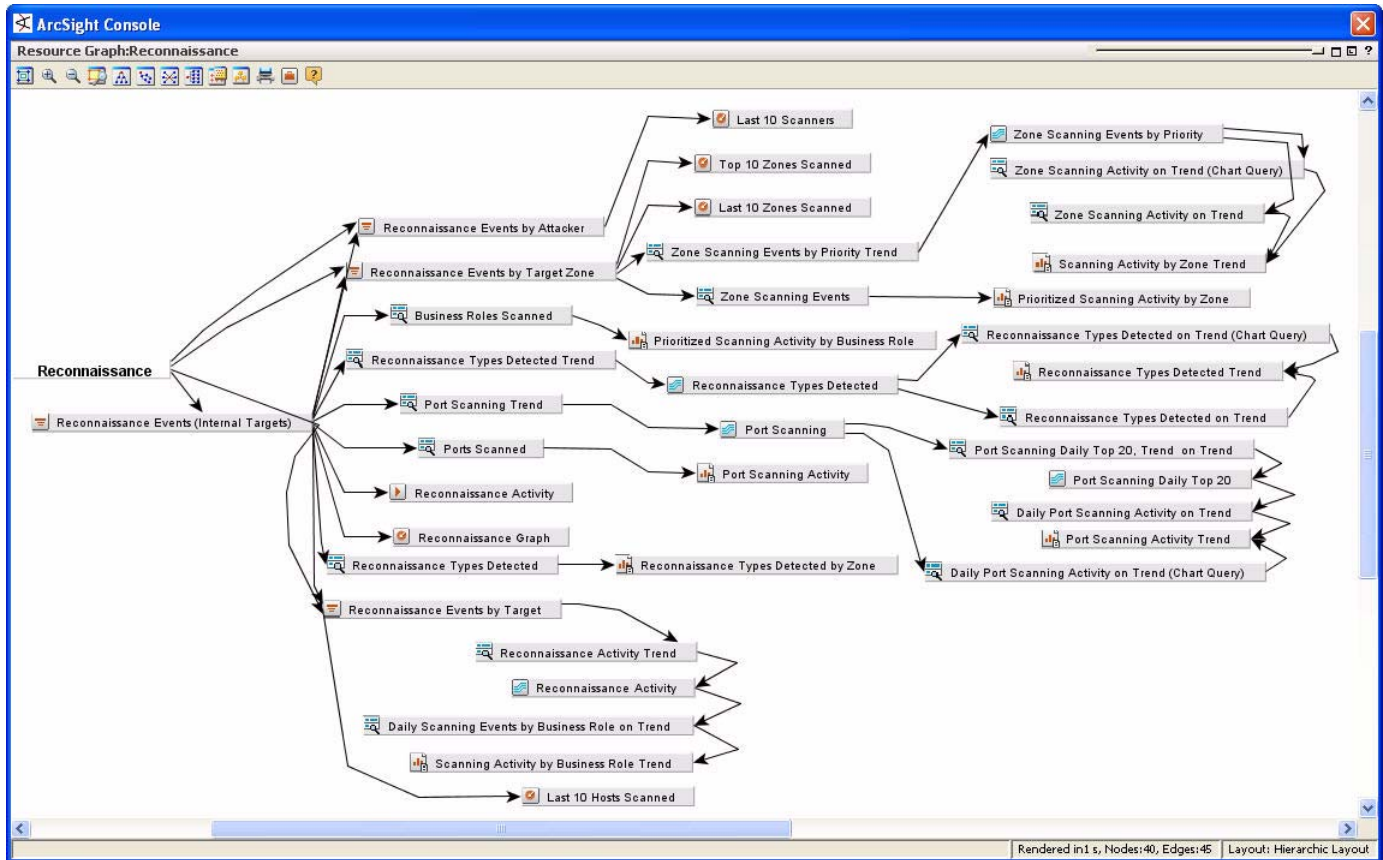 ArcSight Console
Resource Graph:Reconnaissance
Last 10 Scanners
Zone Scanning Events by Priority
Top 10 Zones Scanned
Zone Scanning Activity on Trend (Chart Query)
Last 10 Zones Scanned
Zone Scanning Activity on Trend
Reconnaissance Events by Attacker
Zone Scanning Events by Priority Trend
Scanning Activity by Zone Trend
Reconnaissance Events by Target Zone
Zone Scanning Events
Prioritized Scanning Activity by Zone
Business Roles Scanned
Prioritized Scanning Activity by Business Role
Reconnaissance Types Detected on Trend (Chart Query)
Reconnaissance Types Detected Trend
Reconnaissance
Reconnaissance Types Detected
Reconnaissance Types Detected Trend
Port Scanning Trend
Reconnaissance Types Detected on Trend
Reconnaissance Events (Internal Targets)
Port Scanning
Ports Scanned
Port Scanning Daily Top 20, Trend on Trend
Port Scanning Activity
Port Scanning Daily Top 20
Reconnaissance Activity
Daily Port Scanning Activity on Trend
Reconnaissance Graph
Port Scanning Activity Trend
Reconnaissance Types Detected
Reconnaissance Types Detected by Zone
Daily Port Scanning Activity on Trend (Chart Query)
Reconnaissance Events by Target
Reconnaissance Activity Trend
Reconnaissance Activity
Daily Scanning Events by Business Role on Trend
Scanning Activity by Business Role Trend
Last 10 Hosts Scanned
Rendered in1 s, Nodes:40, Edges:45
Layout: Hierarchic Layout